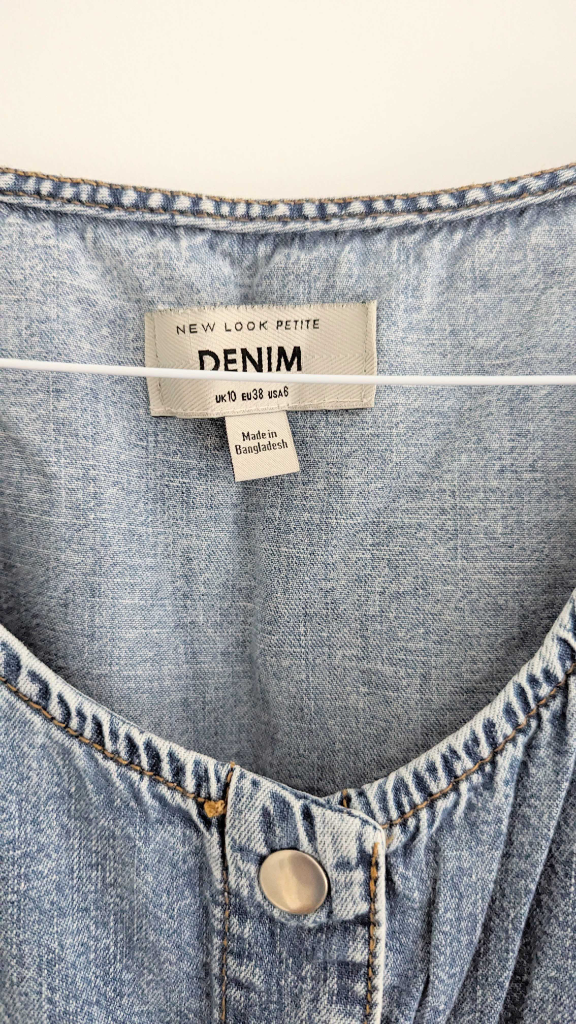 NEW LOOK PETITE
DENIM
UK10 EU38 USA6
Made in
Bangladesh